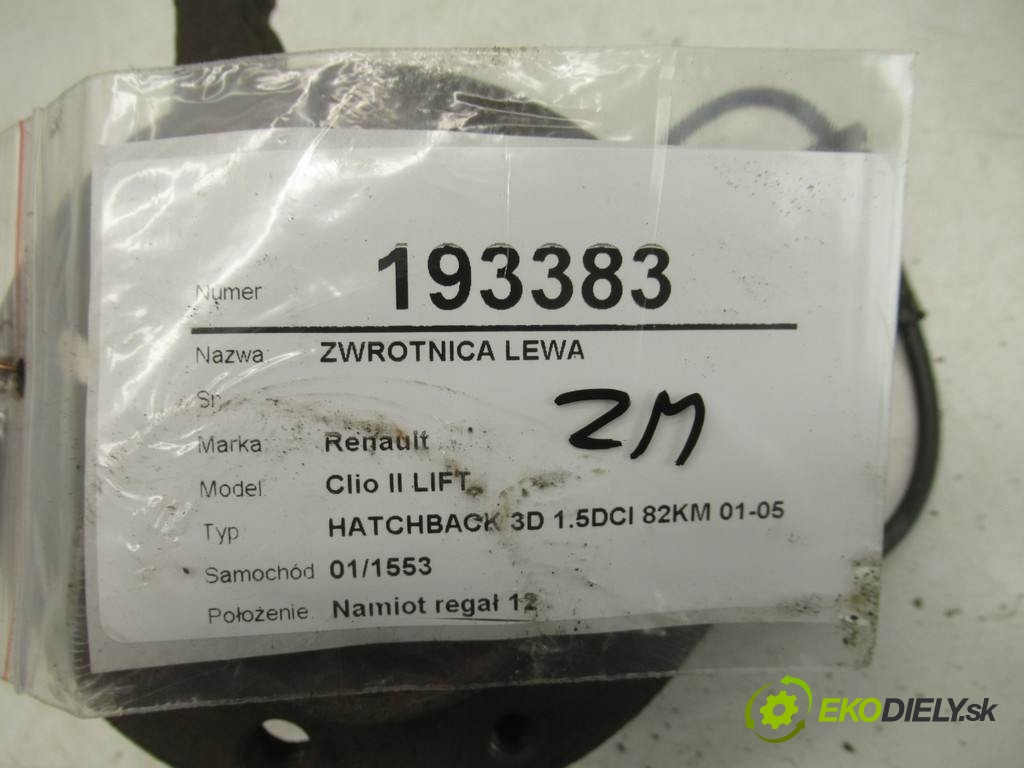 Numer 193383
Nazwa ZWROTNICA LEWA
Sn
ZM
Marka Renault
Model Clio II LIFT
Typ HATCHBACK 3D 1.5DCI 82KM 01-05
Samochód 01/1553
Położenie Namiot regał 12
EKODIELY.sk